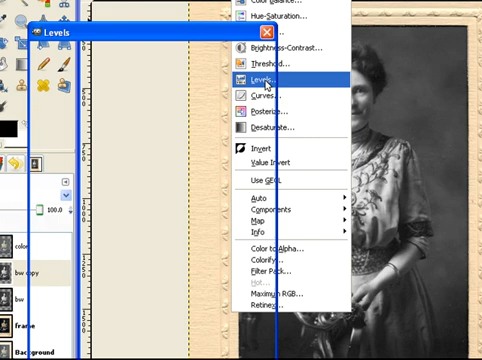 Color Balance...
Hue-Saturation...
Levels
Brightness-Contrast...
Threshold...
Levels...
Curves...
Posterize...
Desaturate...
Invert
Value Invert
Use GEGL
Auto
Components
Map
Info
Color to Alpha...
Colorify...
Filter Pack...
Hot...
Maximum RGB...
Retinex...
100.0
color
bw copy
bw
frame
Background